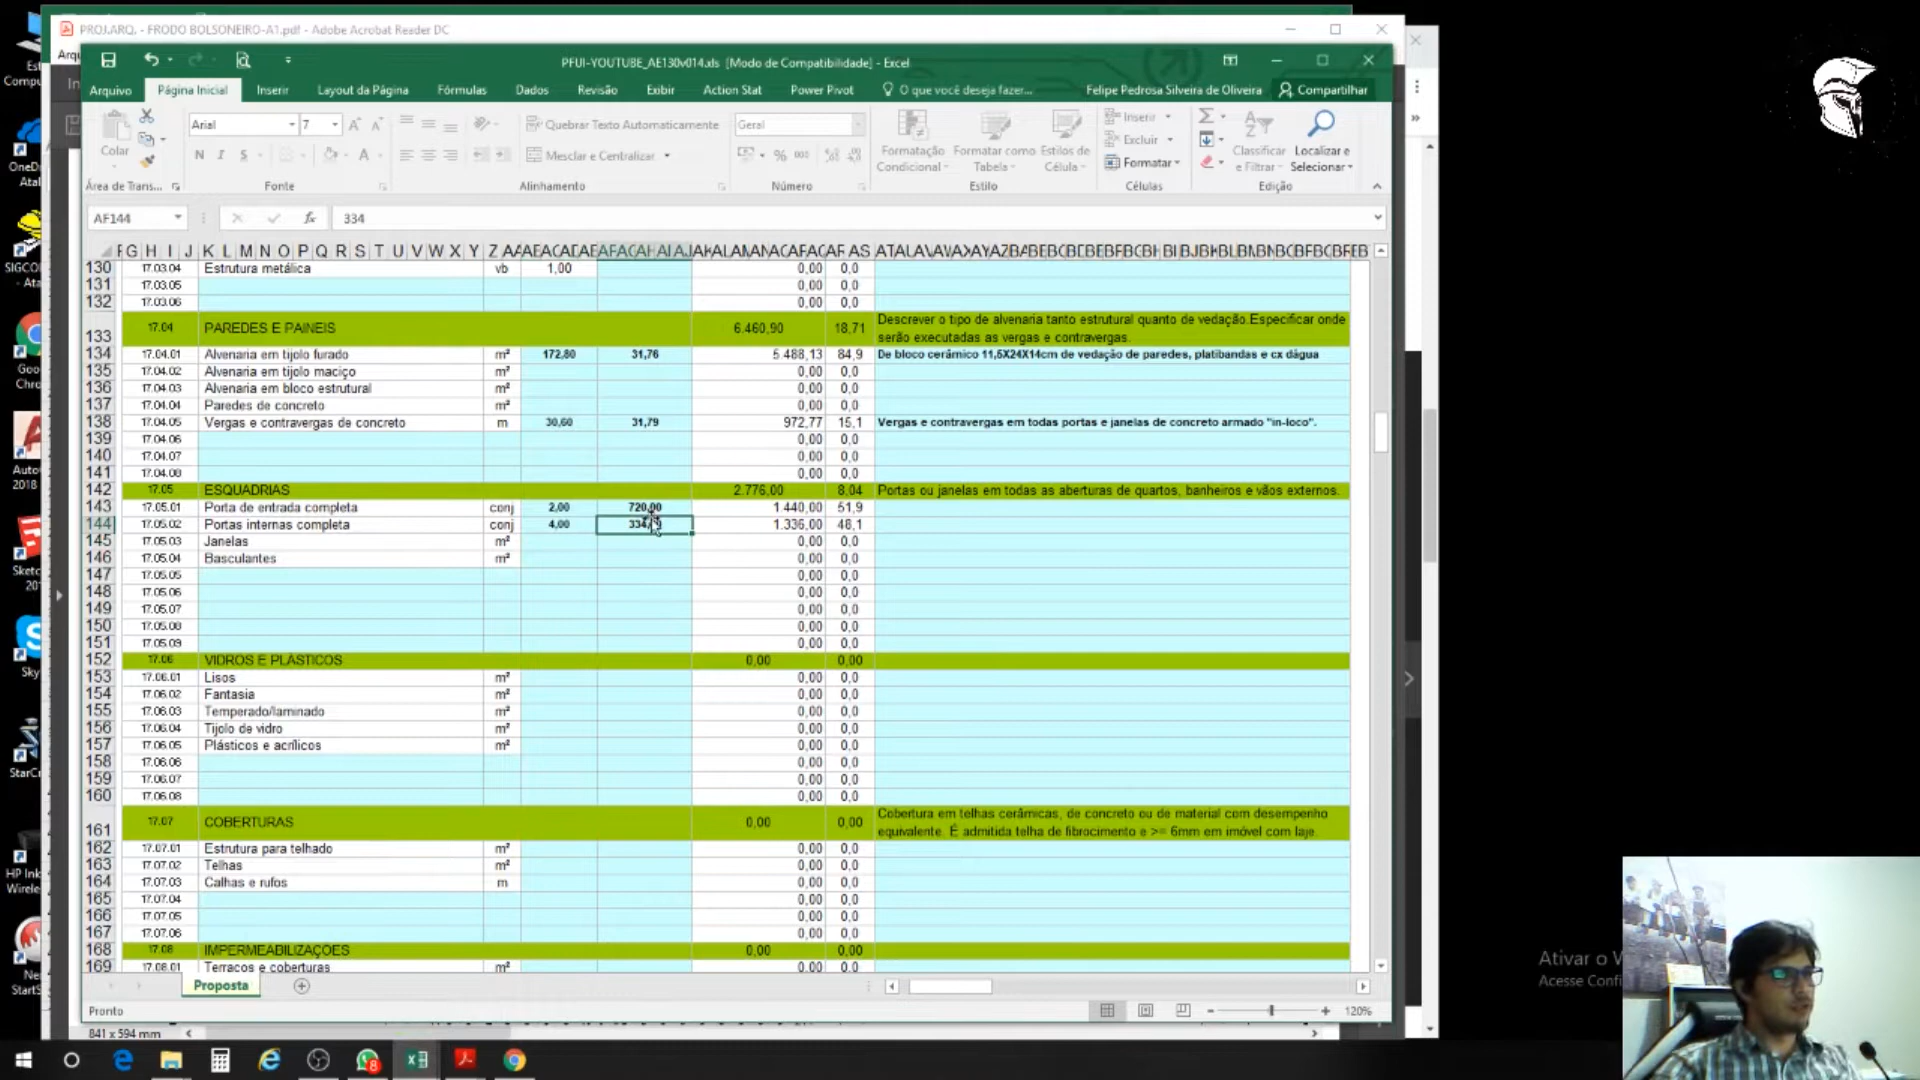 PROJ.ARQ. - FRODO BOLSONEIRO-A1.pdf - Adobe Acrobat Reader DC
PFUI-YOUTUBE_AE130v014.xls [Modo de Compatibilidade] - Excel
Arquivo Página Inicial Inserir Layout da Página Fórmulas Dados Revisão Exibir Action Stat Power Pivot O que você deseja fazer... Felipe Pedrosa Silveira de Oliveira Compartilhar
Colar Arial 7 Quebrar Texto Automaticamente Geral Inserir
N I S Mesclar e Centralizar % 000 Formatação Condicional Formatar como Tabela Estilos de Célula Excluir Formatar Classificar e Filtrar Localizar e Selecionar
Área de Trans... Fonte Alinhamento Número Estilo Células Edição
AF144 fx 334
130 17.03.04 Estrutura metálica vb 1,00 0,00 0,0
131 17.03.05 0,00 0,0
132 17.03.06 0,00 0,0
133 17.04 PAREDES E PAINEIS 6.460,90 18,71 Descrever o tipo de alvenaria tanto estrutural quanto de vedação.Especificar onde
serão executadas as vergas e contravergas.
134 17.04.01 Alvenaria em tijolo furado m² 172,80 31,76 5.488,13 84,9 De bloco cerâmico 11,5X24X14cm de vedação de paredes, platibandas e cx dágua
135 17.04.02 Alvenaria em tijolo maciço m² 0,00 0,0
136 17.04.03 Alvenaria em bloco estrutural m² 0,00 0,0
137 17.04.04 Paredes de concreto m² 0,00 0,0
138 17.04.05 Vergas e contravergas de concreto m 30,60 31,79 972,77 15,1 Vergas e contravergas em todas portas e janelas de concreto armado "in-loco".
139 17.04.06 0,00 0,0
140 17.04.07 0,00 0,0
141 17.04.08 0,00 0,0
142 17.05 ESQUADRIAS 2.776,00 8,04 Portas ou janelas em todas as aberturas de quartos, banheiros e vãos externos.
143 17.05.01 Porta de entrada completa conj 2,00 720,00 1.440,00 51,9
144 17.05.02 Portas internas completa conj 4,00 1.336,00 48,1
145 17.05.03 Janelas m² 0,00 0,0
146 17.05.04 Basculantes m² 0,00 0,0
147 17.05.05 0,00 0,0
148 17.05.06 0,00 0,0
149 17.05.07 0,00 0,0
150 17.05.08 0,00 0,0
151 17.05.09 0,00 0,0
152 17.06 VIDROS E PLASTICOS 0,00 0,00
153 17.06.01 Lisos m² 0,00 0,0
154 17.06.02 Fantasia m² 0,00 0,0
155 17.06.03 Temperado/laminado m² 0,00 0,0
156 17.06.04 Tijolo de vidro m² 0,00 0,0
157 17.06.05 Plásticos e acrílicos m² 0,00 0,0
158 17.06.06 0,00 0,0
159 17.06.07 0,00 0,0
160 17.06.08 0,00 0,0
161 17.07 COBERTURAS 0,00 0,00 Cobertura em telhas cerâmicas, de concreto ou de material com desempenho
equivalente. É admitida telha de fibrocimento e >= 6mm em imóvel com laje.
162 17.07.01 Estrutura para telhado m² 0,00 0,0
163 17.07.02 Telhas m² 0,00 0,0
164 17.07.03 Calhas e rufos m 0,00 0,0
165 17.07.04 0,00 0,0
166 17.07.05 0,00 0,0
167 17.07.06 0,00 0,0
168 17.08 IMPERMEABILIZAÇÕES 0,00 0,00
169 17.08.01 Terraços e coberturas m² 0,00 0,0
Proposta
Pronto 120%
841 x 594 mm
Ativar o
Acesse Confi